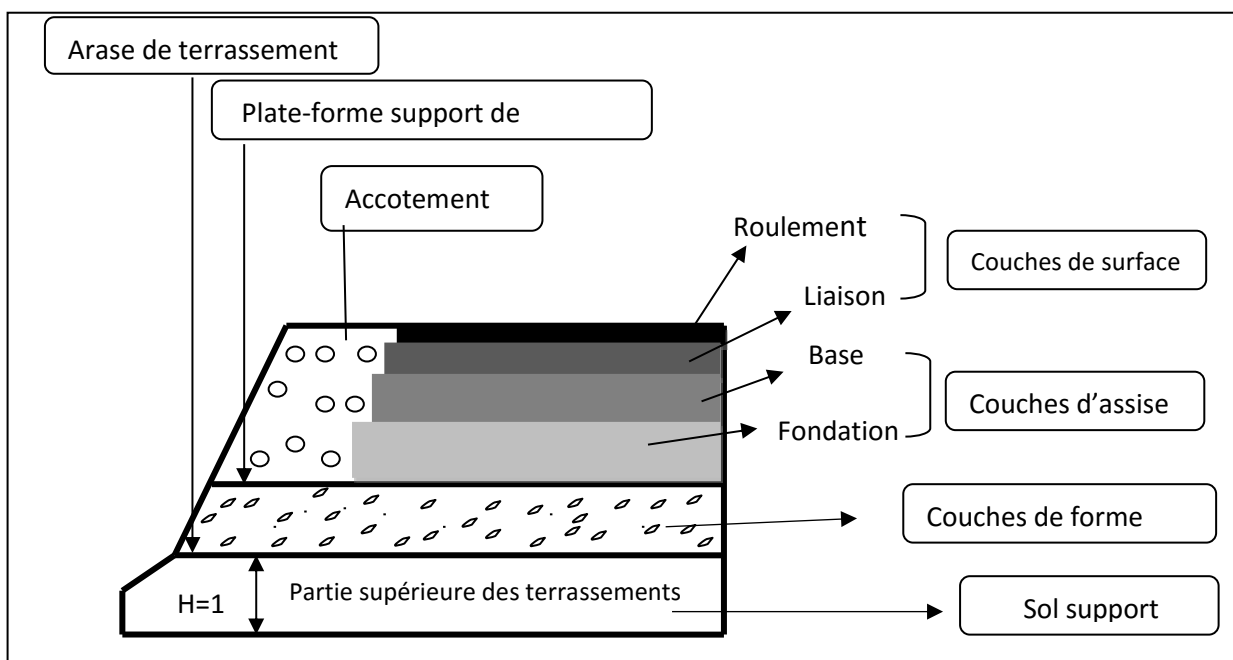 Arase de terrassement
Plate-forme support de
Accotement
Roulement
Couches de surface
Liaison
Base
Couches d’assise
Fondation
Couches de forme
H=1
Partie supérieure des terrassements
Sol support